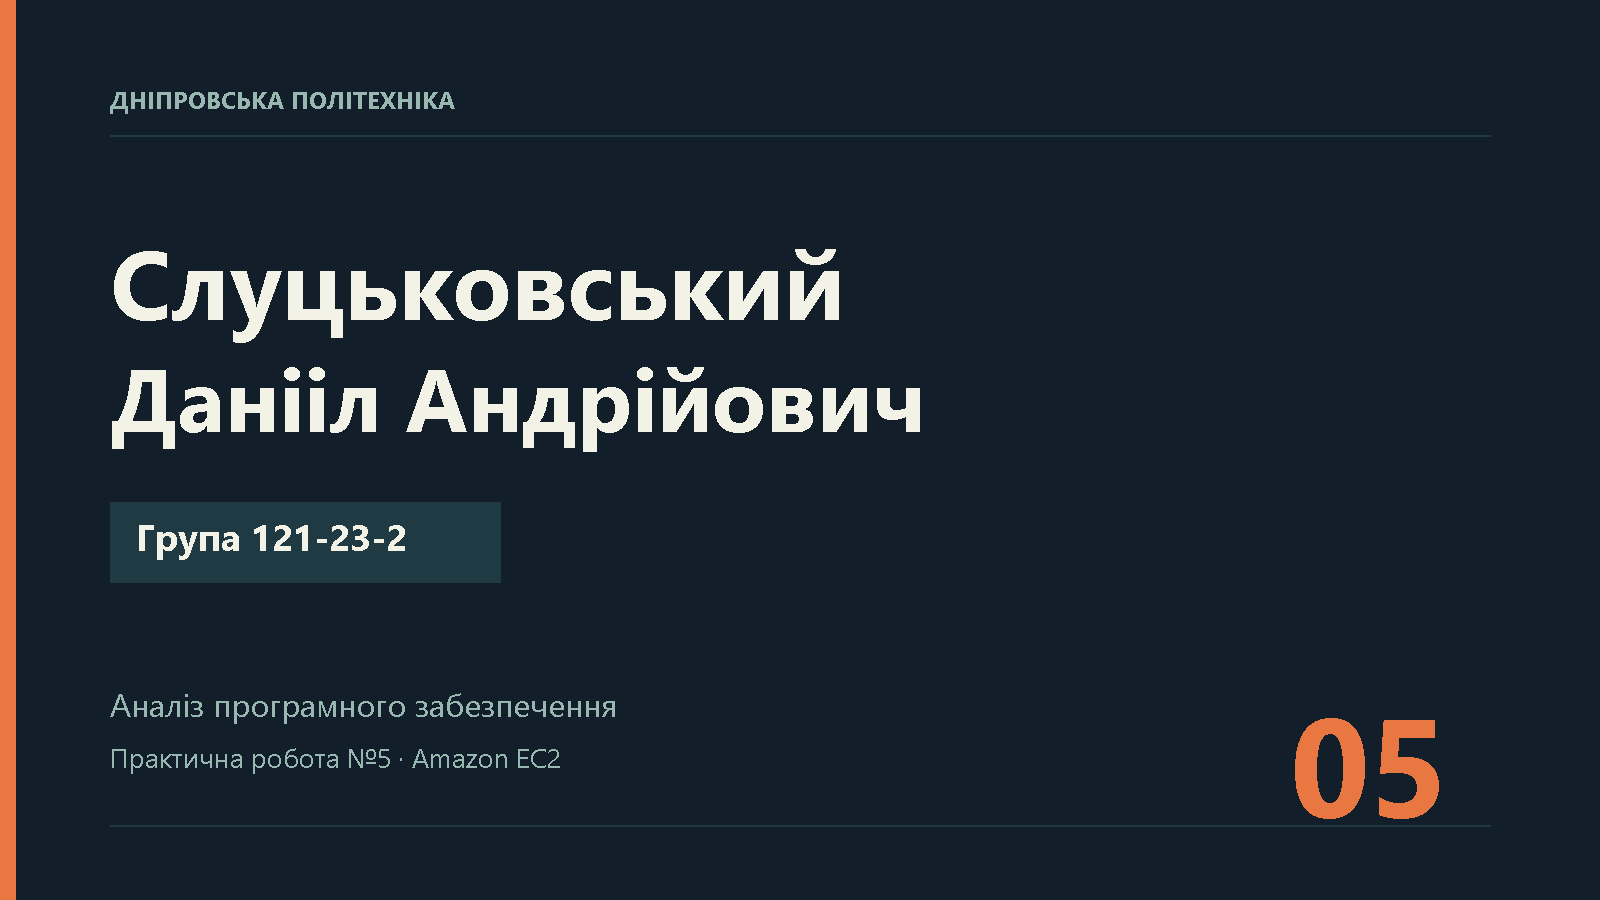 ДНІПРОВСЬКА ПОЛІТЕХНІКА
Слуцьковський
Данііл Андрійович
Група 121-23-2
Аналіз програмного забезпечення
Практична робота №5 · Amazon EC2
05